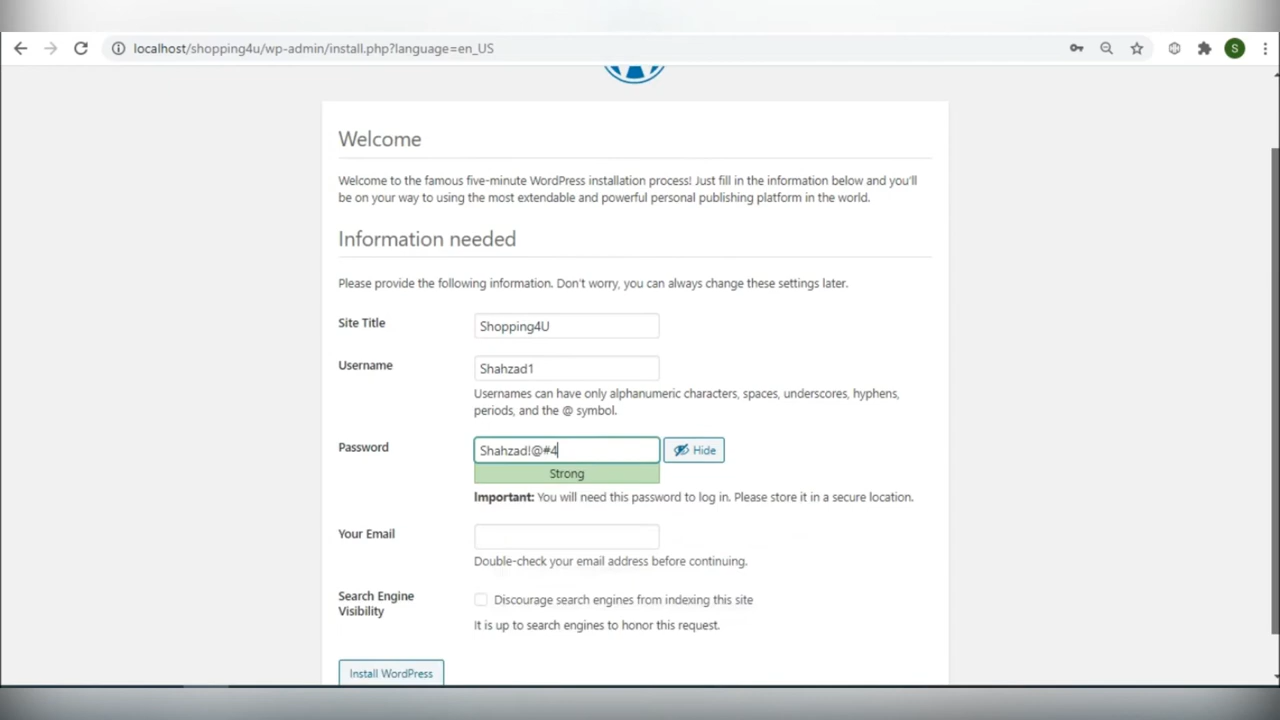 localhost/shopping4u/wp-admin/install.php?language=en_US
S
Welcome
Welcome to the famous five-minute WordPress installation process! Just fill in the information below and you'll
be on your way to using the most extendable and powerful personal publishing platform in the world.
Information needed
Please provide the following information. Don't worry, you can always change these settings later.
Site Title
Shopping4U
Username
Shahzad1
Usernames can have only alphanumeric characters, spaces, underscores, hyphens,
periods, and the @ symbol.
Password
Shahzad!@#4
Hide
Strong
Important: You will need this password to log in. Please store it in a secure location.
Your Email
Double-check your email address before continuing.
Search Engine
Visibility
Discourage search engines from indexing this site
It is up to search engines to honor this request.
Install WordPress